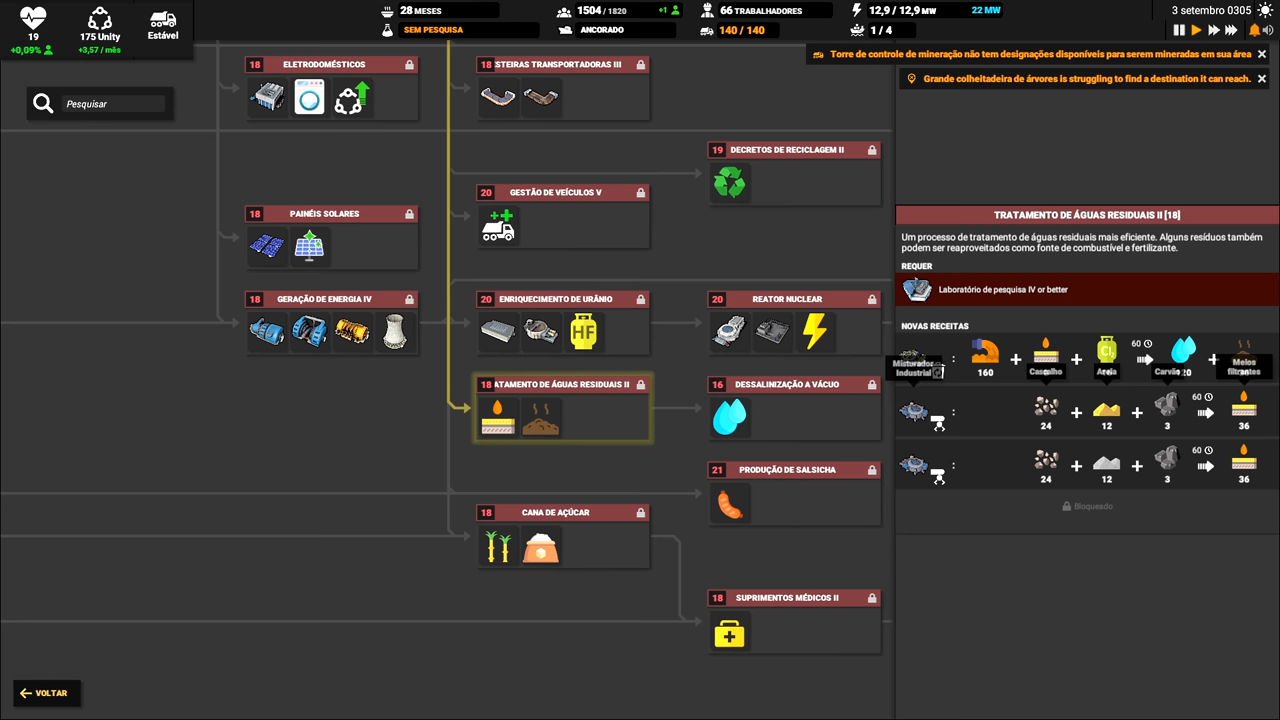 19
+0,09%
175 Unity
+3,57 / mês
Estável
28 MESES
SEM PESQUISA
1504 / 1820
+1
ANCORADO
66 TRABALHADORES
140 / 140
12,9 / 12,9 MW
22 MW
1 / 4
3 setembro 0305
Torre de controle de mineração não tem designações disponíveis para serem mineradas em sua área
Grande colheitadeira de árvores is struggling to find a destination it can reach.
Pesquisar
18 ELETRODOMÉSTICOS
18 STEIRAS TRANSPORTADORAS III
19 DECRETOS DE RECICLAGEM II
20 GESTÃO DE VEÍCULOS V
18 PAINÉIS SOLARES
18 GERAÇÃO DE ENERGIA IV
20 ENRIQUECIMENTO DE URÂNIO
HF
20 REATOR NUCLEAR
18 RATAMENTO DE ÁGUAS RESIDUAIS II
16 DESSALINIZAÇÃO A VÁCUO
21 PRODUÇÃO DE SALSICHA
18 CANA DE AÇÚCAR
18 SUPRIMENTOS MÉDICOS II
VOLTAR
TRATAMENTO DE ÁGUAS RESIDUAIS II [18]
Um processo de tratamento de águas residuais mais eficiente. Alguns resíduos também
podem ser reaproveitados como fonte de combustível e fertilizante.
REQUER
Laboratório de pesquisa IV or better
NOVAS RECEITAS
: + + 60 +
160
Misturador
Industrial
Cascalho
Areia
Carvão
20
Meios
filtrantes
: + + 60
24 12 3 36
: + + 60
24 12 3 36
Bloqueado